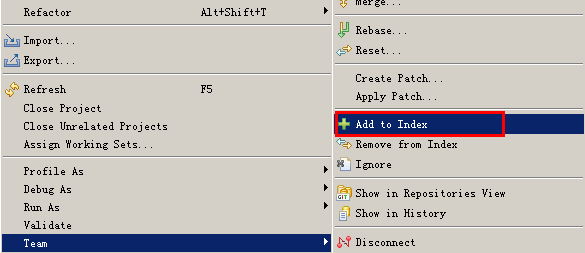 Refactor Alt+Shift+T
Import...
Export...
Refresh F5
Close Project
Close Unrelated Projects
Assign Working Sets...
Profile As
Debug As
Run As
Validate
Team
Merge...
Rebase...
Reset...
Create Patch...
Apply Patch...
Add to Index
Remove from Index
Ignore
GIT Show in Repositories View
Show in History
Disconnect